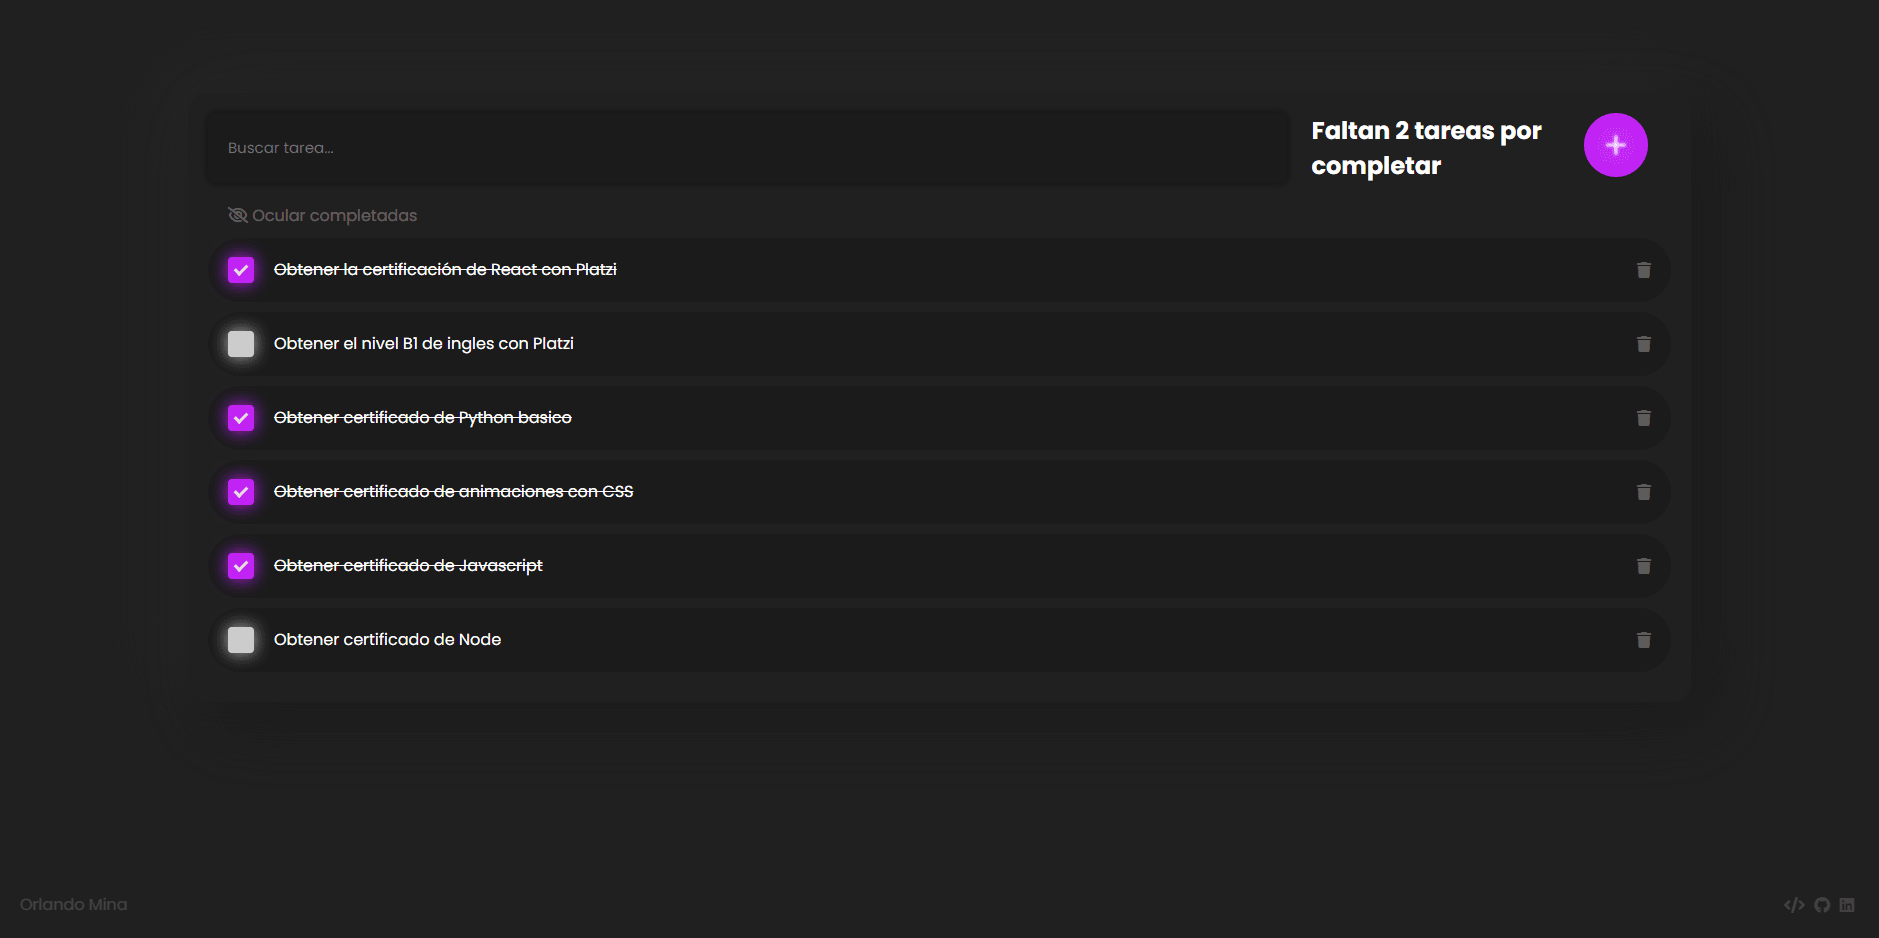 Buscar tarea...
Faltan 2 tareas por
completar
Ocular completadas
Obtener la certificación de React con Platzi
Obtener el nivel B1 de ingles con Platzi
Obtener certificado de Python basico
Obtener certificado de animaciones con CSS
Obtener certificado de Javascript
Obtener certificado de Node
Orlando Mina